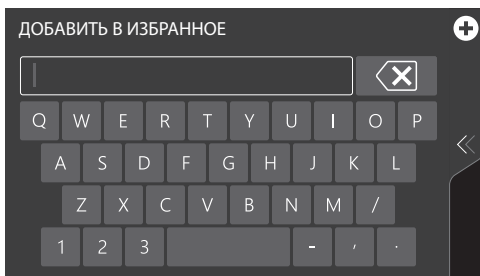 ДОБАВИТЬ В ИЗБРАННОЕ
Q W E R T Y U I O P
A S D F G H J K L
Z X C V B N M /
1 2 3 - , .